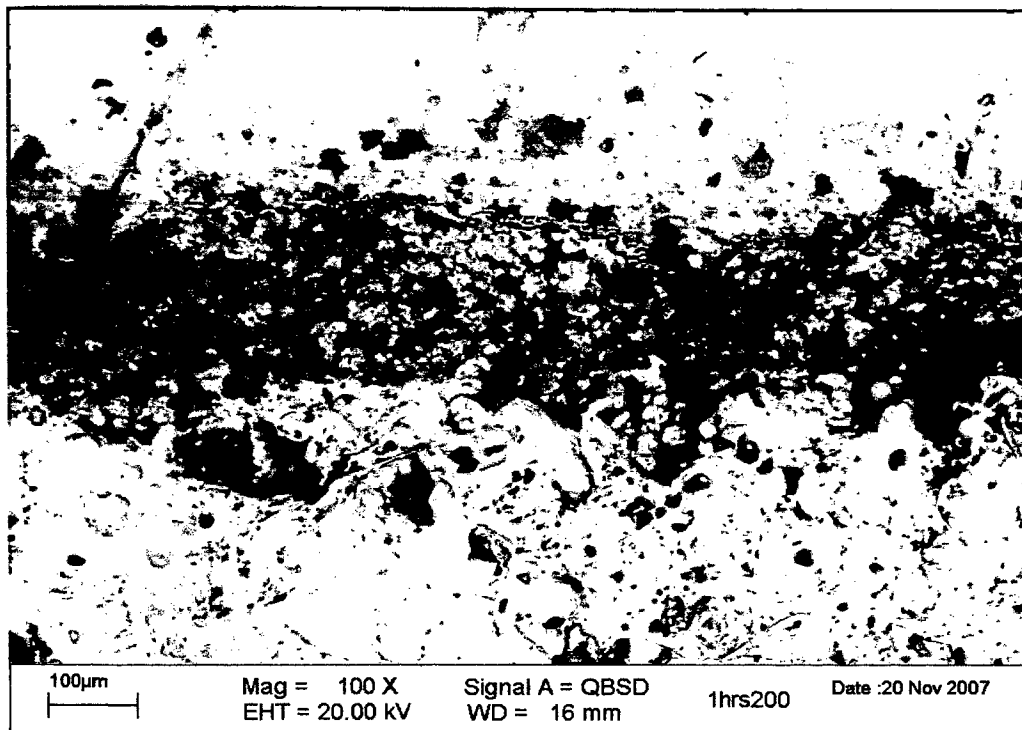 100µm
Mag = 100 X
EHT = 20.00 kV
Signal A = QBSD
WD = 16 mm
1hrs200
Date :20 Nov 2007